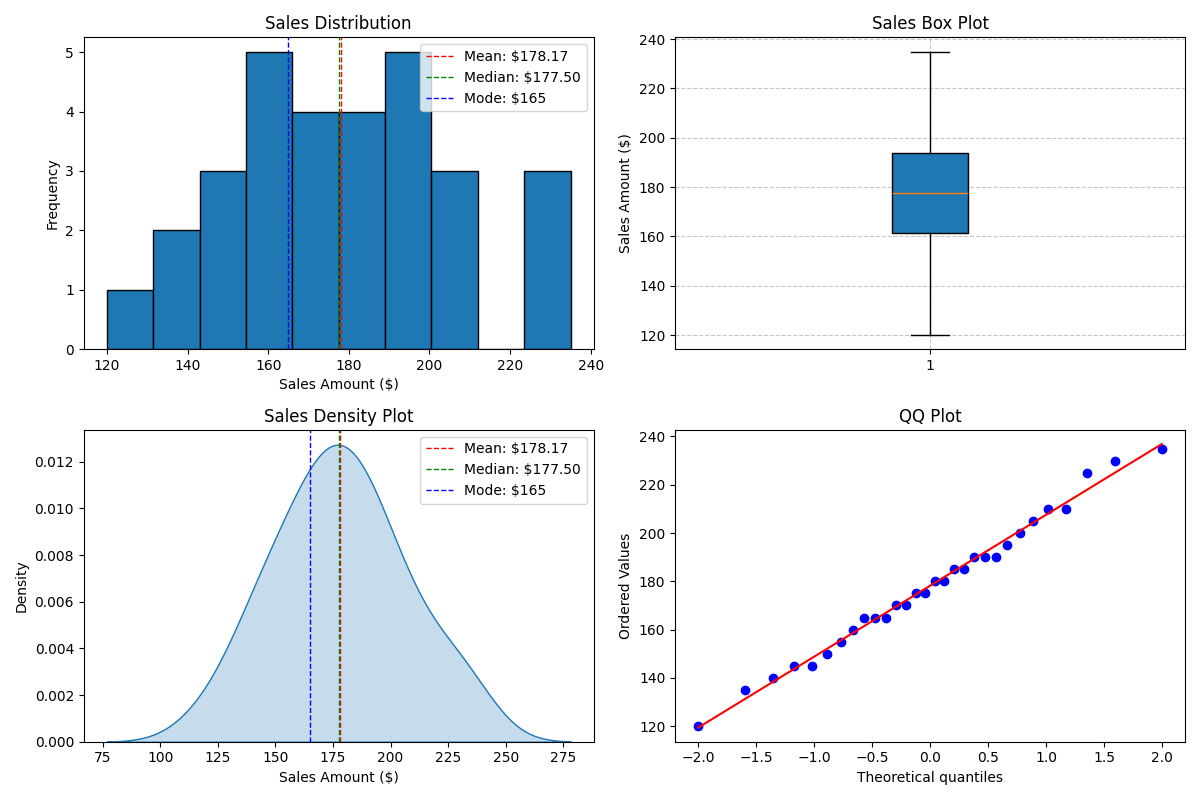 Sales Distribution
Frequency
5
4
3
2
1
0
Mean: $178.17
Median: $177.50
Mode: $165
120 140 160 180 200 220 240
Sales Amount ($)
Sales Box Plot
Sales Amount ($)
240
220
200
180
160
140
120
1
Sales Density Plot
Density
0.012
0.010
0.008
0.006
0.004
0.002
0.000
Mean: $178.17
Median: $177.50
Mode: $165
75 100 125 150 175 200 225 250 275
Sales Amount ($)
QQ Plot
Ordered Values
240
220
200
180
160
140
120
−2.0 −1.5 −1.0 −0.5 0.0 0.5 1.0 1.5 2.0
Theoretical quantiles